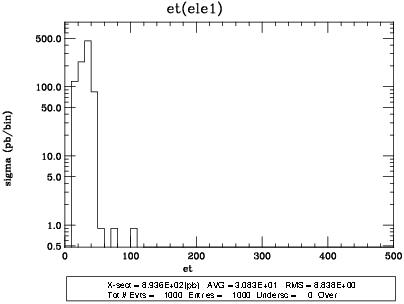 et(ele1)
500.0
100.0
50.0
10.0
5.0
1.0
0.5
sigma (pb/bin)
0 100 200 300 400 500
et
X-sect = 8.936E+02(pb) AVG = 3.083E+01 RMS = 8.838E+00
Tot # Evts = 1000 Entries = 1000 Undersc = 0 Over